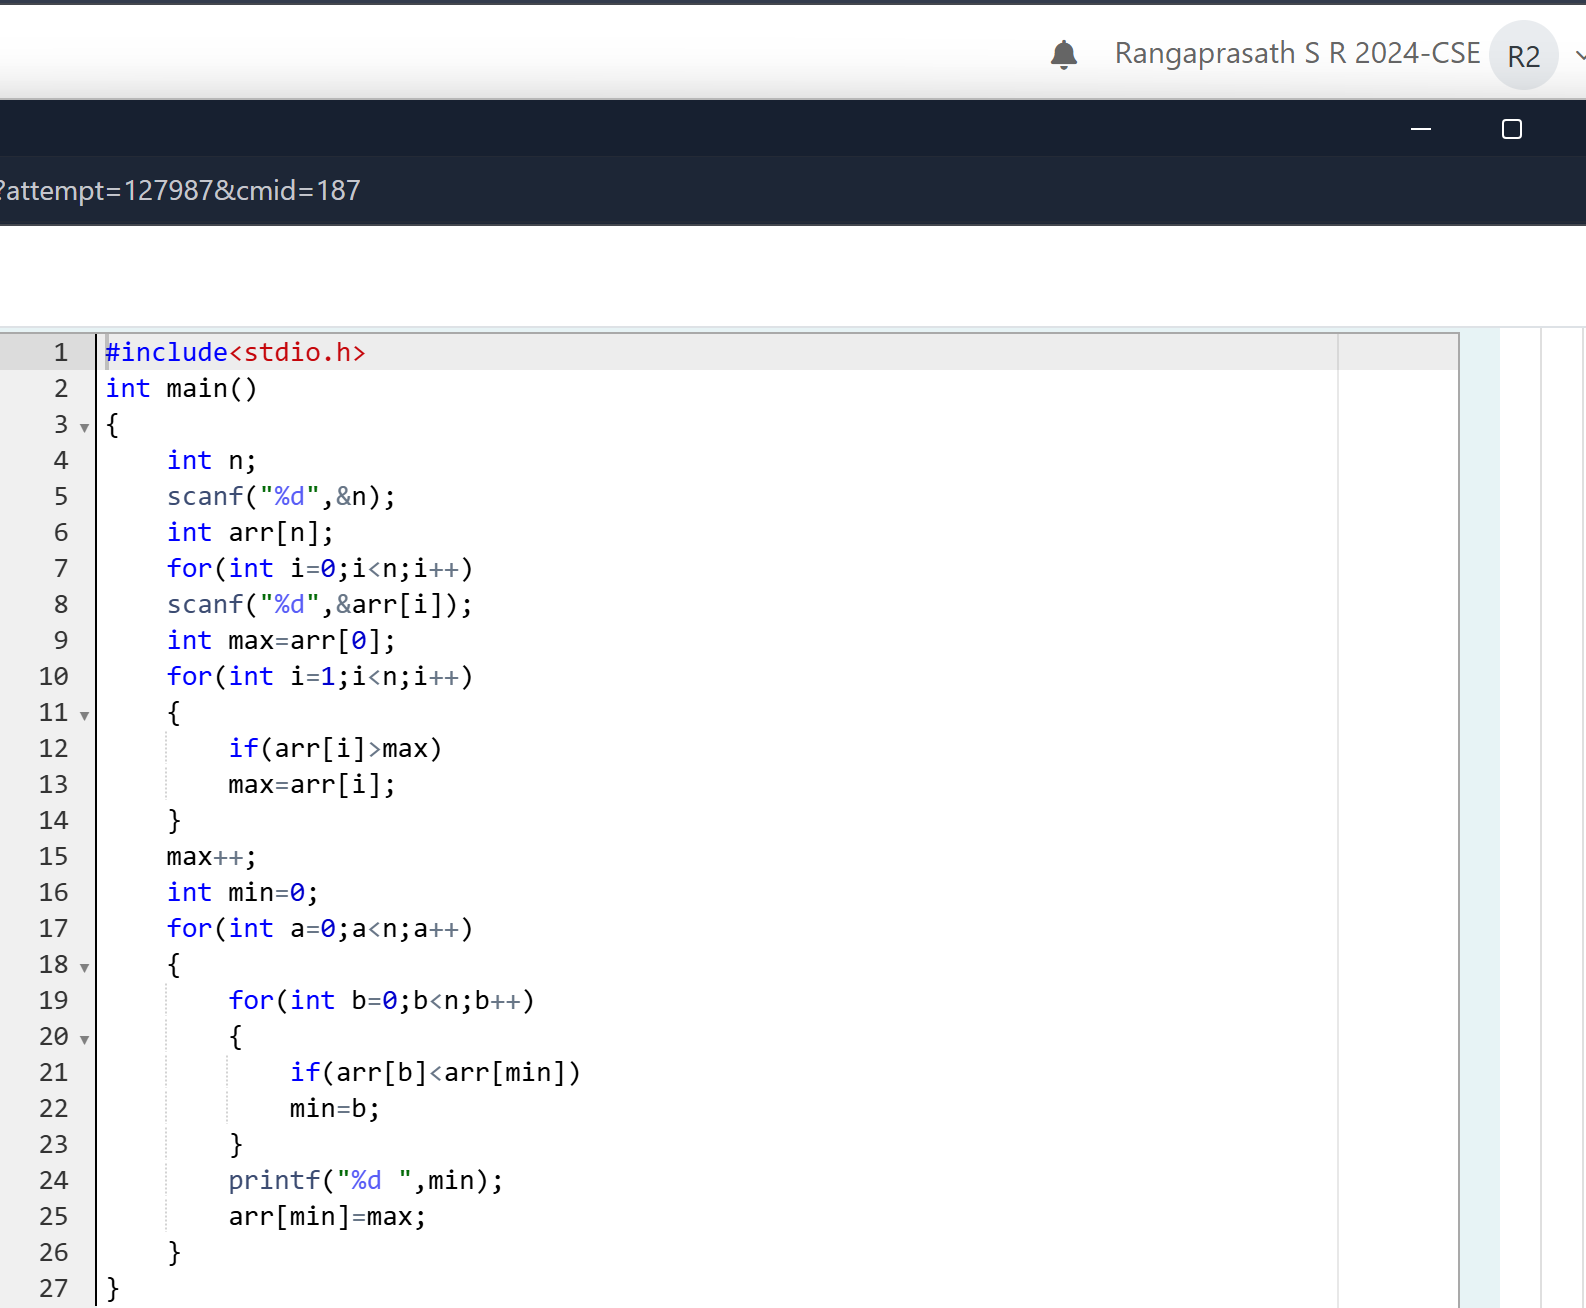 Rangaprasath S R 2024-CSE R2
?attempt=127987&cmid=187
1 #include<stdio.h>
2 int main()
3 {
4     int n;
5     scanf("%d",&n);
6     int arr[n];
7     for(int i=0;i<n;i++)
8     scanf("%d",&arr[i]);
9     int max=arr[0];
10     for(int i=1;i<n;i++)
11     {
12         if(arr[i]>max)
13         max=arr[i];
14     }
15     max++;
16     int min=0;
17     for(int a=0;a<n;a++)
18     {
19         for(int b=0;b<n;b++)
20         {
21             if(arr[b]<arr[min])
22             min=b;
23         }
24         printf("%d ",min);
25         arr[min]=max;
26     }
27 }